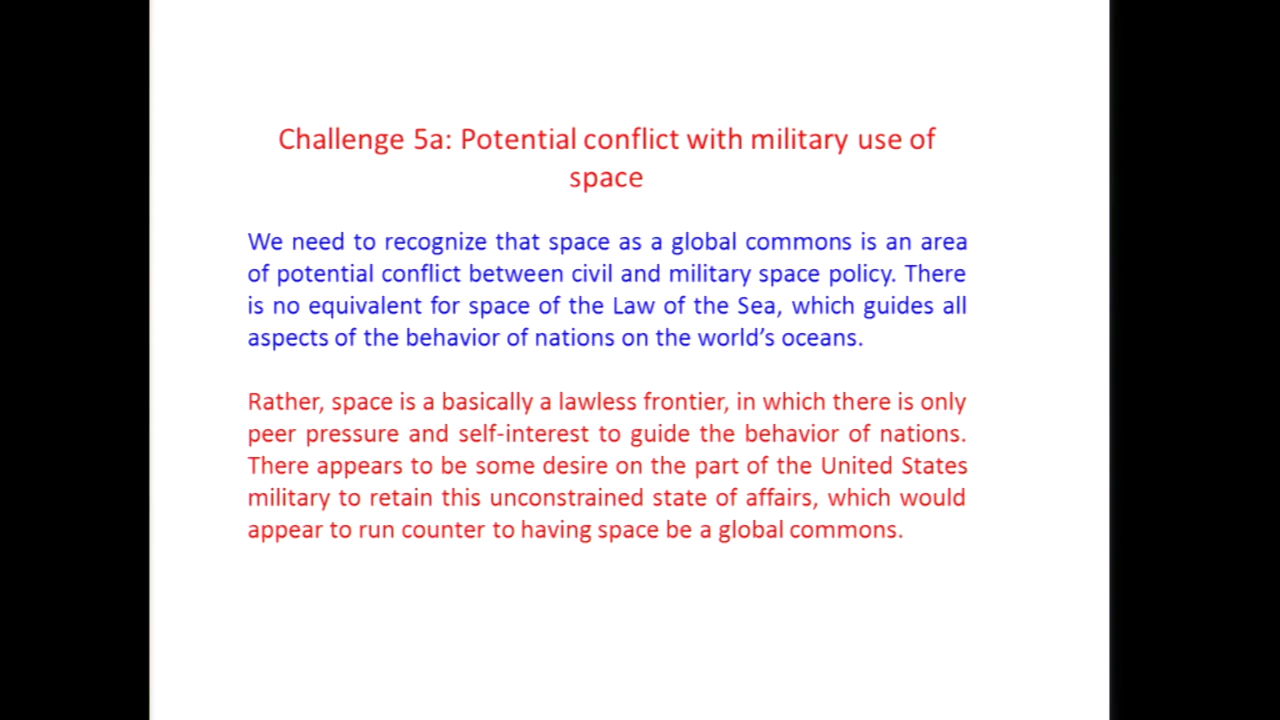 Challenge 5a: Potential conflict with military use of
space
We need to recognize that space as a global commons is an area
of potential conflict between civil and military space policy. There
is no equivalent for space of the Law of the Sea, which guides all
aspects of the behavior of nations on the world’s oceans.
Rather, space is a basically a lawless frontier, in which there is only
peer pressure and self-interest to guide the behavior of nations.
There appears to be some desire on the part of the United States
military to retain this unconstrained state of affairs, which would
appear to run counter to having space be a global commons.